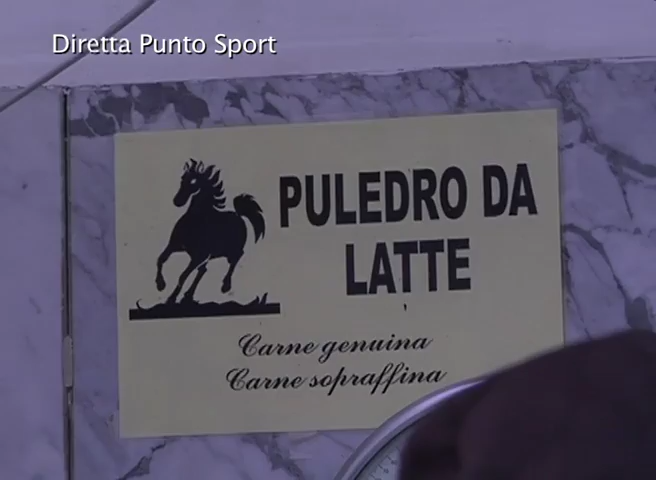 Diretta Punto Sport
PULEDRO DA
LATTE
Carne genuina
Carne sopraffina